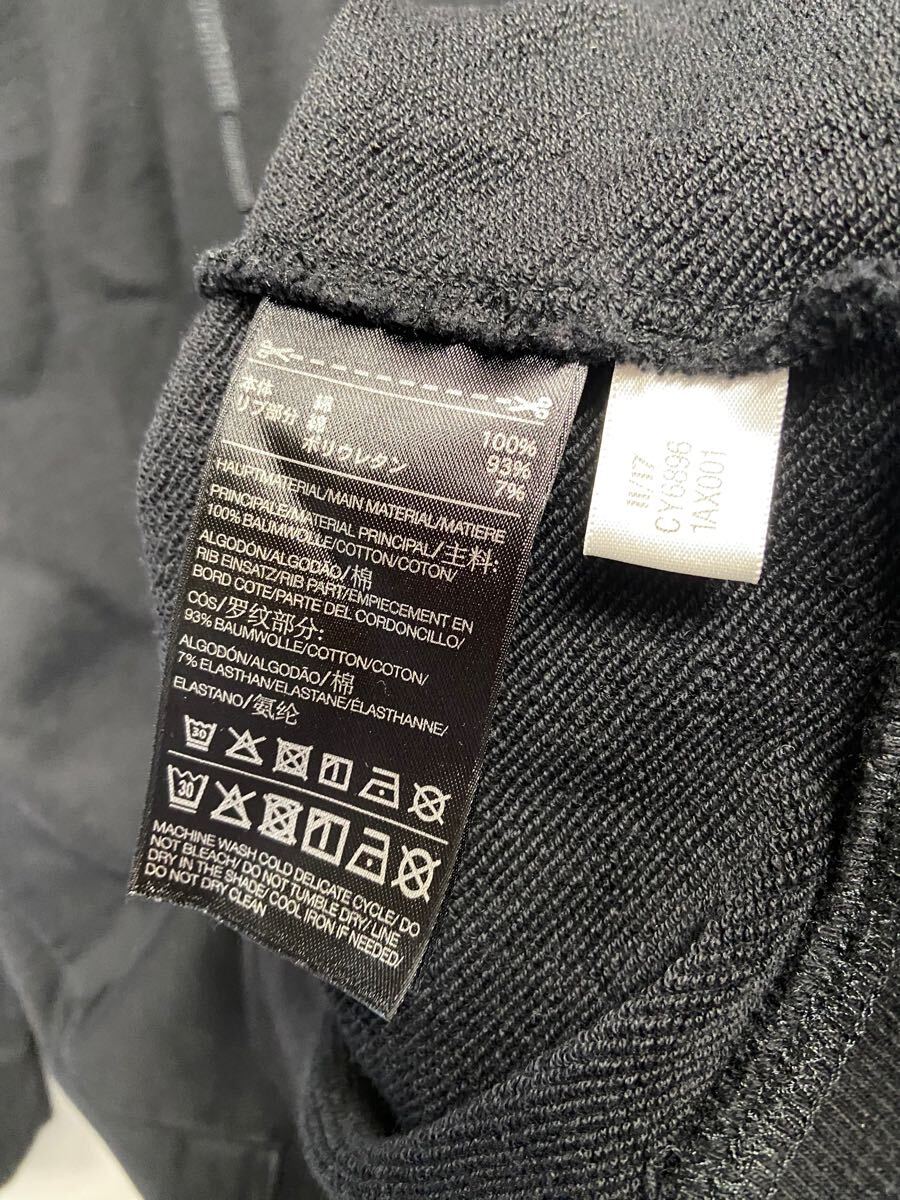 本体 綿 100%
リブ部分 綿 93%
ポリウレタン 7%
HAUPTMATERIAL/MAIN MATERIAL/MATIERE
PRINCIPALE/MATERIAL PRINCIPAL/主料:
100% BAUMWOLLE/COTTON/COTON/
ALGODÓN/ALGODÃO/棉
RIB EINSATZ/RIB PART/EMPIECEMENT EN
BORD COTE/PARTE DEL CORDONCILLO/
CÓS/罗纹部分:
93% BAUMWOLLE/COTTON/COTON/
ALGODÓN/ALGODÃO/棉
7% ELASTHAN/ELASTANE/ÉLASTHANNE/
ELASTANO/氨纶
30
30
MACHINE WASH COLD DELICATE CYCLE/ DO
NOT BLEACH/ DO NOT TUMBLE DRY/ LINE
DRY IN THE SHADE/ COOL IRON IF NEEDED/
DO NOT DRY CLEAN
CY6896
1AX001